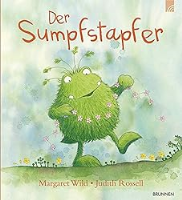 Der
Sumpfstapfer
Margaret Wild • Judith Rossell
BRUNNEN